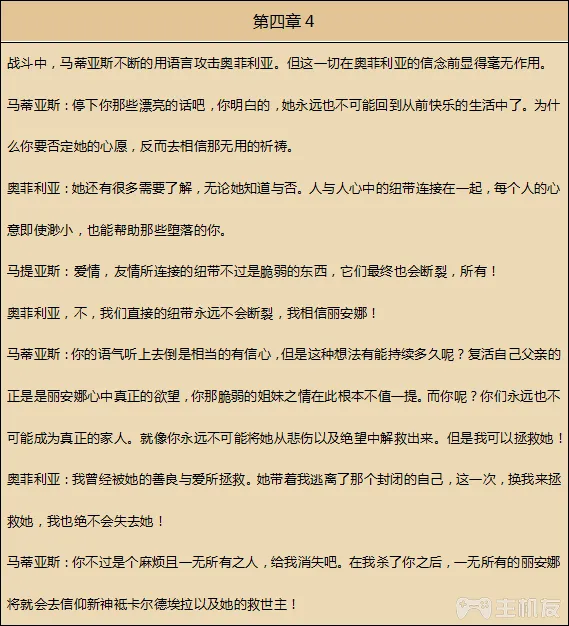 第四章 4
战斗中，马蒂亚斯不断的用语言攻击奥菲利亚。但这一切在奥菲利亚的信念前显得毫无作用。
马蒂亚斯：停下你那些漂亮的话吧，你明白的，她永远也不可能回到从前快乐的生活中了。为什
么你要否定她的心愿，反而去相信那无用的祈祷。
奥菲利亚：她还有很多需要了解，无论她知道与否。人与人心中的纽带连接在一起，每个人的心
意即使渺小，也能帮助那些堕落的你。
马提亚斯：爱情，友情所连接的纽带不过是脆弱的东西，它们最终也会断裂，所有！
奥菲利亚，不，我们直接的纽带永远不会断裂，我相信丽安娜！
马蒂亚斯：你的语气听上去倒是相当的有信心，但是这种想法有能持续多久呢？复活自己父亲的
正是是丽安娜心中真正的欲望，你那脆弱的姐妹之情在此根本不值一提。而你呢？你们永远也不
可能成为真正的家人。就像你永远不可能将她从悲伤以及绝望中解救出来。但是我可以拯救她！
奥菲利亚：我曾经被她的善良与爱所拯救。她带着我逃离了那个封闭的自己，这一次，换我来拯
救她，我也绝不会失去她！
马蒂亚斯：你不过是个麻烦且一无所有之人，给我消失吧。在我杀了你之后，一无所有的丽安娜
将就会去信仰新神祗卡尔德埃拉以及她的救世主！
主机友